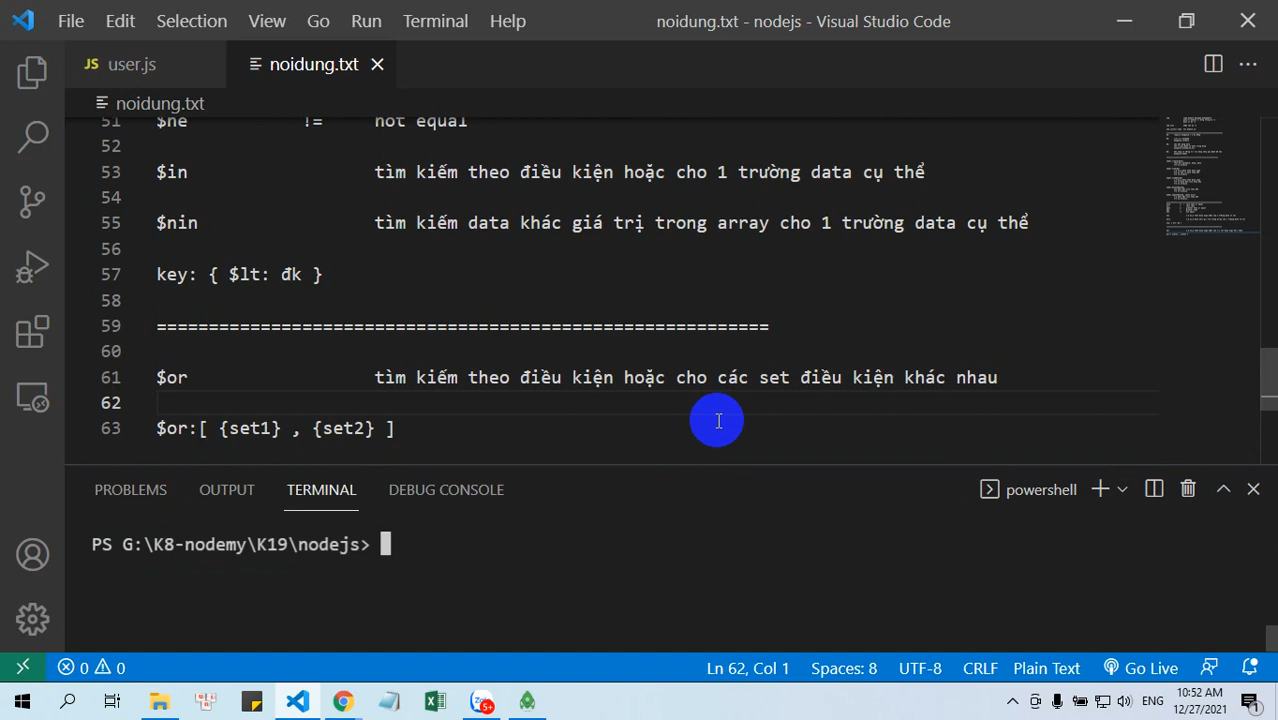 File Edit Selection View Go Run Terminal Help noidung.txt - nodejs - Visual Studio Code
JS user.js noidung.txt
noidung.txt
51 $ne != not equal
52
53 $in tìm kiếm theo điều kiện hoặc cho 1 trường data cụ thể
54
55 $nin tìm kiếm data khác giá trị trong array cho 1 trường data cụ thể
56
57 key: { $lt: đk }
58
59 ===========================================================
60
61 $or tìm kiếm theo điều kiện hoặc cho các set điều kiện khác nhau
62
63 $or:[ {set1} , {set2} ]
PROBLEMS OUTPUT TERMINAL DEBUG CONSOLE powershell
PS G:\K8-nodemy\K19\nodejs>
0 0 Ln 62, Col 1 Spaces: 8 UTF-8 CRLF Plain Text Go Live
5+ ENG 10:52 AM
12/27/2021 1